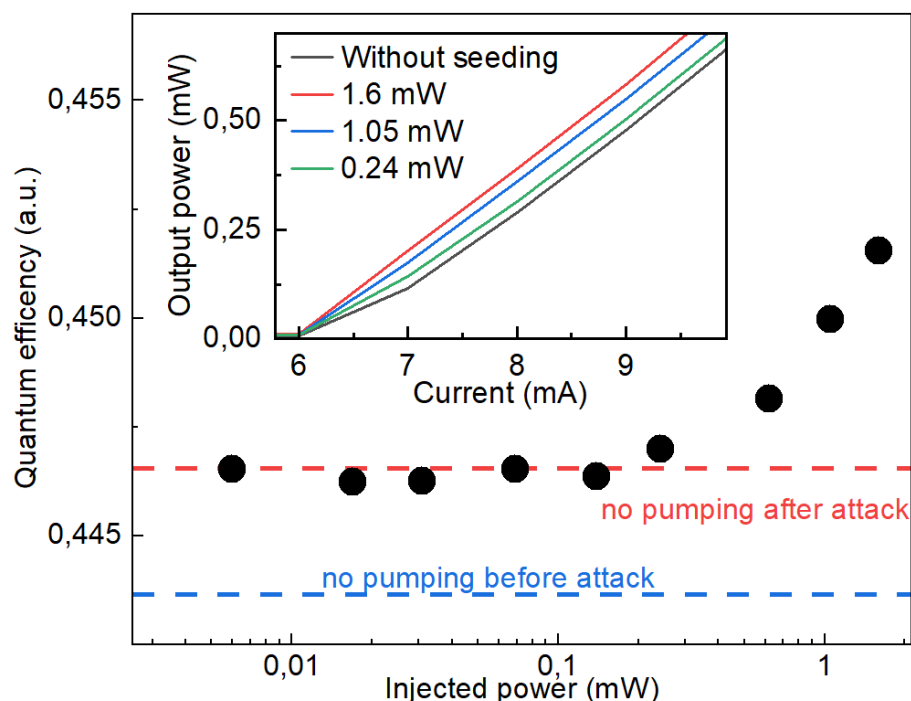 Quantum efficency (a.u.)
0,455
0,450
0,445
Output power (mW)
0,50
0,25
0,00
Without seeding
1.6 mW
1.05 mW
0.24 mW
6 7 8 9
Current (mA)
no pumping after attack
no pumping before attack
0,01 0,1 1
Injected power (mW)